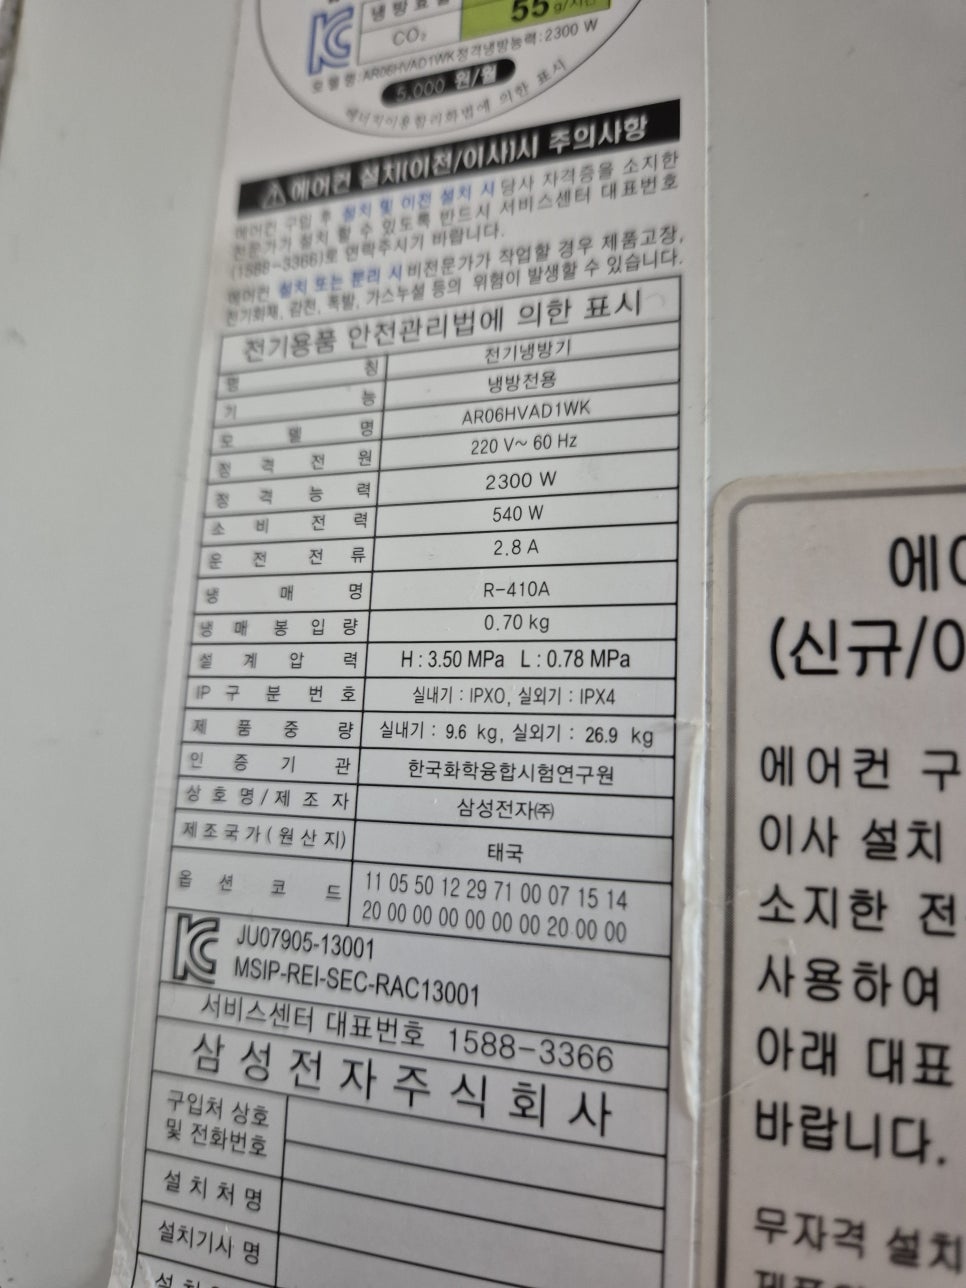 55 g/시간
CO₂
모델명:AR06HVAD1WK 정격냉방능력:2300 W
5,000 원/월
에너지이용합리화법에 의한 표시
에어컨 설치(이전/이사)시 주의사항
에어컨 구입 후 설치 및 이전 설치 시 당사 자격증을 소지한
전문가가 설치 할 수 있도록 반드시 서비스센터 대표번호
(1588-3366)로 연락주시기 바랍니다.
에어컨 설치 또는 분리 시 비전문가가 작업할 경우 제품고장,
전기화재, 감전, 폭발, 가스누설 등의 위험이 발생할 수 있습니다.
전기용품 안전관리법에 의한 표시
명 칭 전기냉방기
기 능 냉방전용
모 델 명 AR06HVAD1WK
정 격 전 원 220 V~ 60 Hz
정 격 능 력 2300 W
소 비 전 력 540 W
운 전 전 류 2.8 A
냉 매 명 R-410A
냉 매 봉 입 량 0.70 kg
설 계 압 력 H : 3.50 MPa L : 0.78 MPa
IP 구 분 번 호 실내기 : IPX0, 실외기 : IPX4
제 품 중 량 실내기 : 9.6 kg, 실외기 : 26.9 kg
인 증 기 관 한국화학융합시험연구원
상 호 명 / 제 조 자 삼성전자㈜
제 조 국 가 ( 원 산 지 ) 태국
옵 션 코 드 11 05 50 12 29 71 00 07 15 14
20 00 00 00 00 00 00 20 00 00
JU07905-13001
MSIP-REI-SEC-RAC13001
서비스센터 대표번호 1588-3366
삼성전자주식회사
구입처 상호
및 전화번호
설 치 처 명
설치기사 명
에어
(신규/이
에어컨 구
이사 설치
소지한 전
사용하여
아래 대표
바랍니다.
무자격 설치